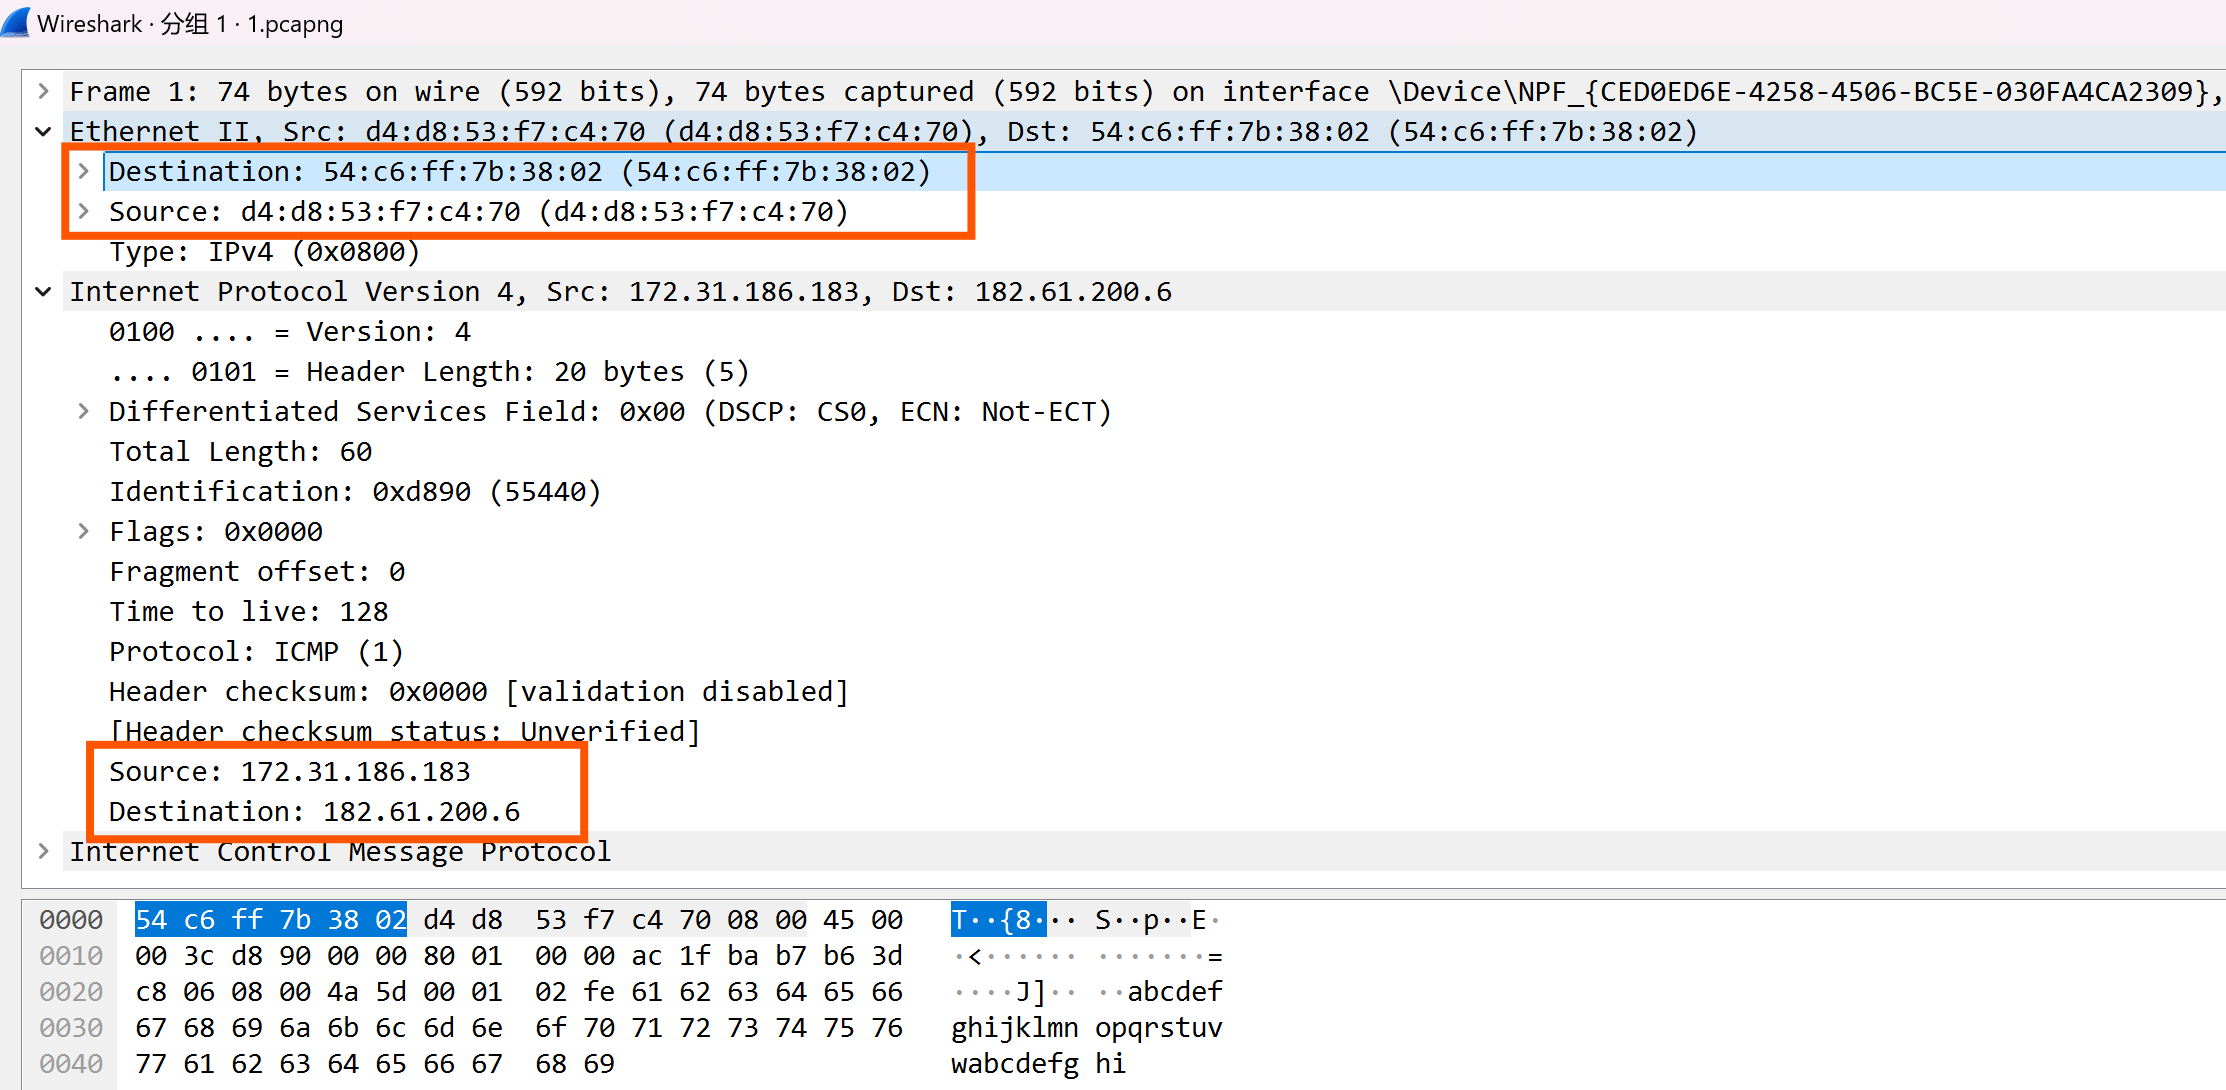 Wireshark · 分组 1 · 1.pcapng
Frame 1: 74 bytes on wire (592 bits), 74 bytes captured (592 bits) on interface \Device\NPF_{CED0ED6E-4258-4506-BC5E-030FA4CA2309},
Ethernet II, Src: d4:d8:53:f7:c4:70 (d4:d8:53:f7:c4:70), Dst: 54:c6:ff:7b:38:02 (54:c6:ff:7b:38:02)
Destination: 54:c6:ff:7b:38:02 (54:c6:ff:7b:38:02)
Source: d4:d8:53:f7:c4:70 (d4:d8:53:f7:c4:70)
Type: IPv4 (0x0800)
Internet Protocol Version 4, Src: 172.31.186.183, Dst: 182.61.200.6
0100 .... = Version: 4
.... 0101 = Header Length: 20 bytes (5)
Differentiated Services Field: 0x00 (DSCP: CS0, ECN: Not-ECT)
Total Length: 60
Identification: 0xd890 (55440)
Flags: 0x0000
Fragment offset: 0
Time to live: 128
Protocol: ICMP (1)
Header checksum: 0x0000 [validation disabled]
[Header checksum status: Unverified]
Source: 172.31.186.183
Destination: 182.61.200.6
Internet Control Message Protocol
0000 54 c6 ff 7b 38 02 d4 d8 53 f7 c4 70 08 00 45 00 T··{8··· S··p··E·
0010 00 3c d8 90 00 00 80 01 00 00 ac 1f ba b7 b6 3d ·<······ ·······=
0020 c8 06 08 00 4a 5d 00 01 02 fe 61 62 63 64 65 66 ····J]·· ··abcdef
0030 67 68 69 6a 6b 6c 6d 6e 6f 70 71 72 73 74 75 76 ghijklmn opqrstuv
0040 77 61 62 63 64 65 66 67 68 69 wabcdefg hi